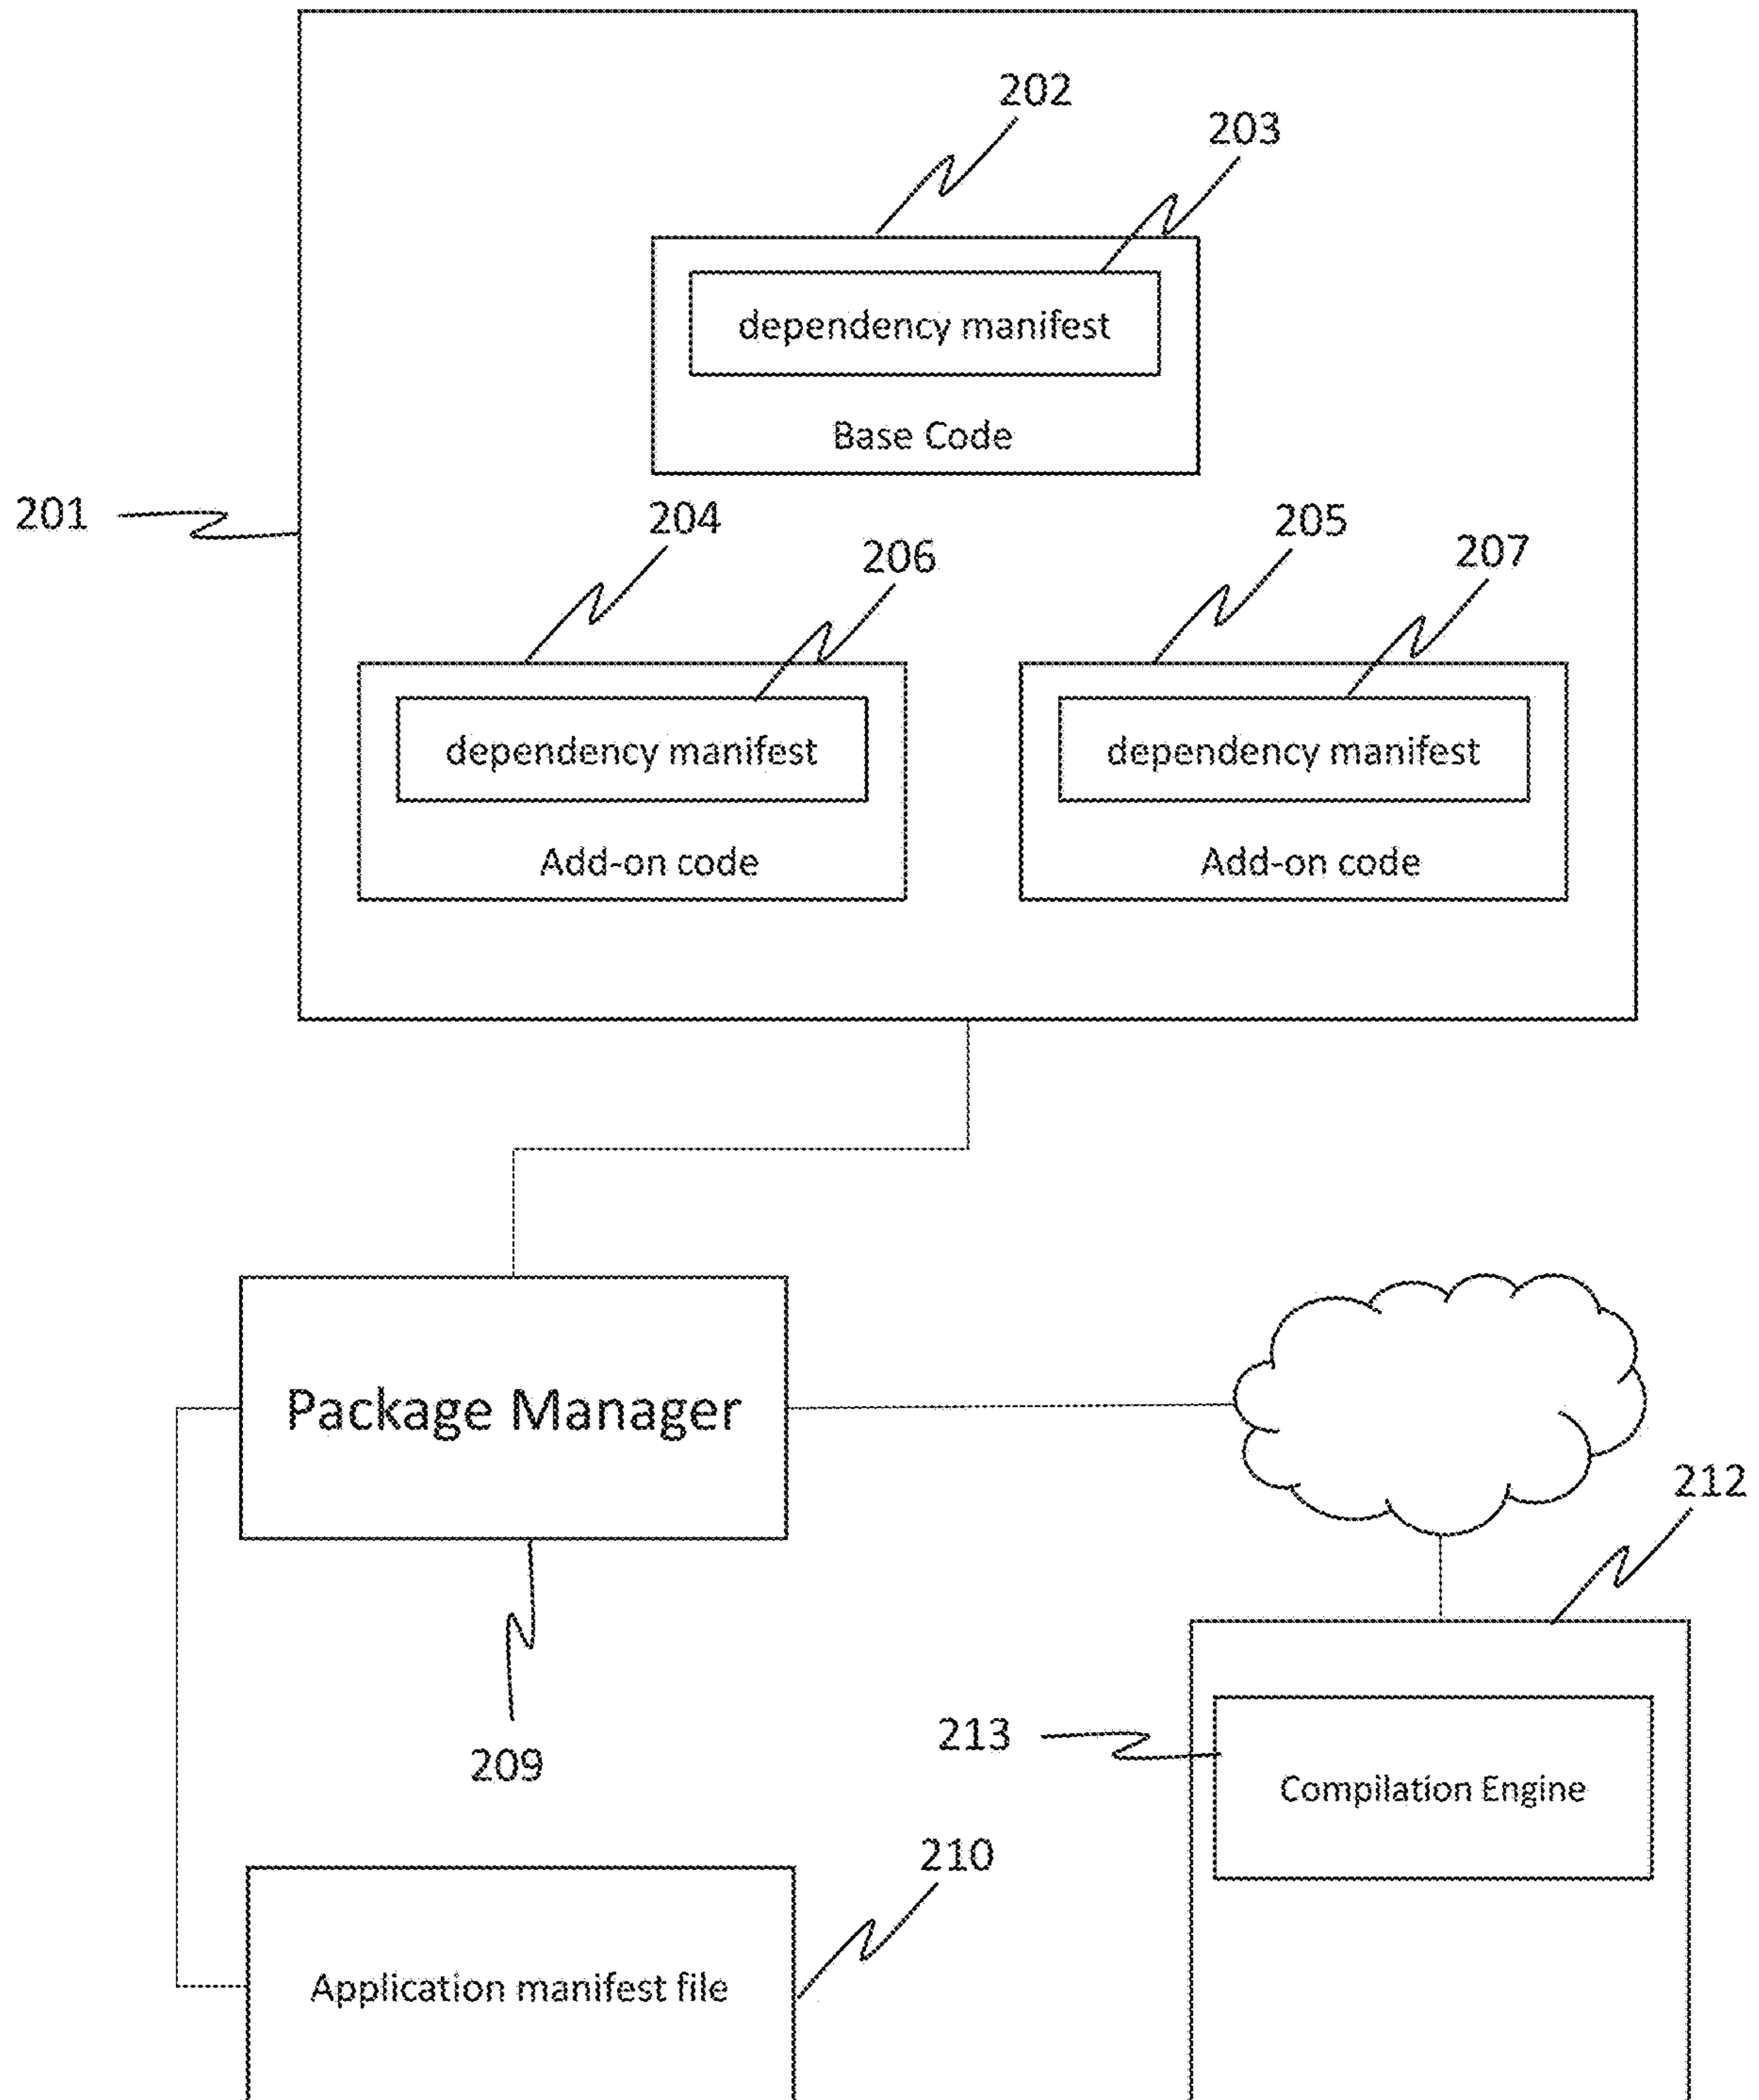 202
203
dependency manifest
Base Code
201
204
206
205
207
dependency manifest
dependency manifest
Add-on code
Add-on code
Package Manager
212
209
213
Compilation Engine
210
Application manifest file